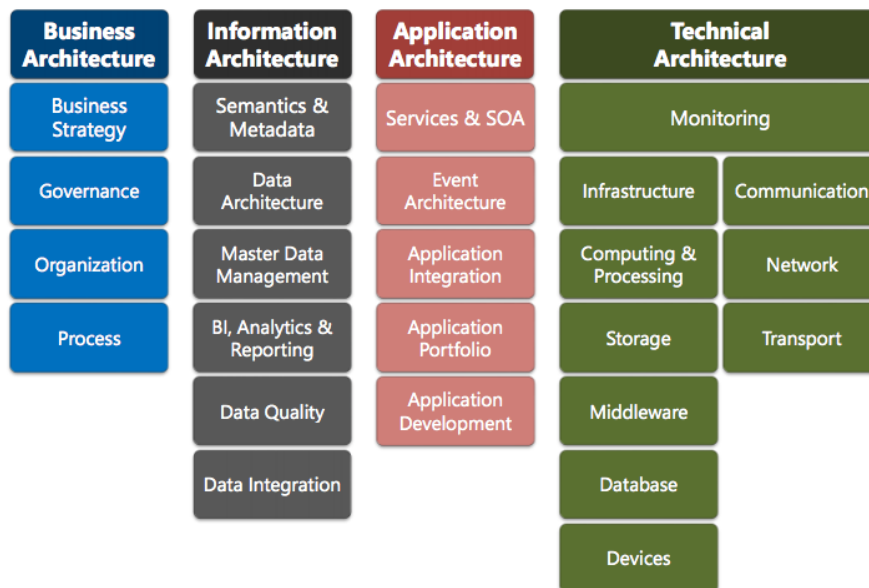 Business
Architecture
Business
Strategy
Governance
Organization
Process
Information
Architecture
Semantics &
Metadata
Data
Architecture
Master Data
Management
BI, Analytics &
Reporting
Data Quality
Data Integration
Application
Architecture
Services & SOA
Event
Architecture
Application
Integration
Application
Portfolio
Application
Development
Technical
Architecture
Monitoring
Infrastructure
Computing &
Processing
Storage
Middleware
Database
Devices
Communication
Network
Transport